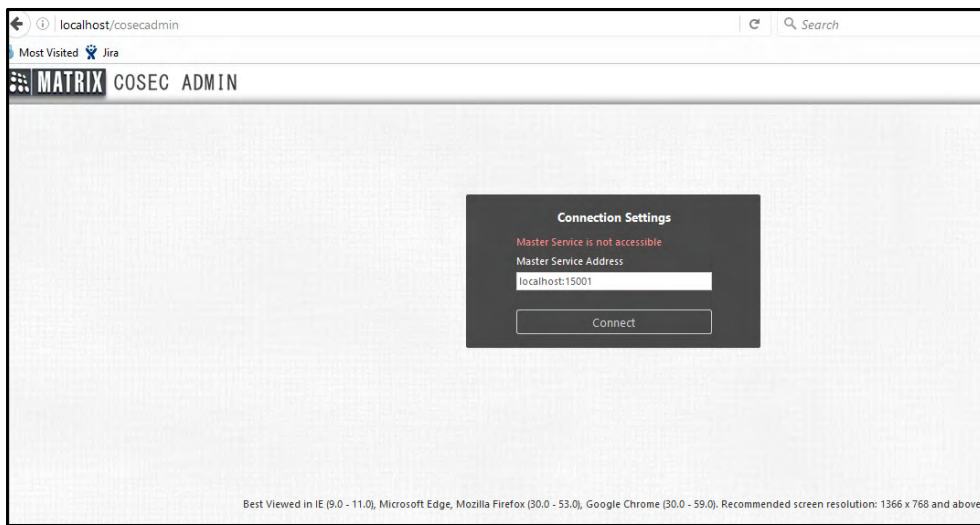 localhost/cosecadmin
Search
Most Visited Jira
MATRIX COSEC ADMIN
Connection Settings
Master Service is not accessible
Master Service Address
localhost:15001
Connect
Best Viewed in IE (9.0 - 11.0), Microsoft Edge, Mozilla Firefox (30.0 - 53.0), Google Chrome (30.0 - 59.0). Recommended screen resolution: 1366 x 768 and above